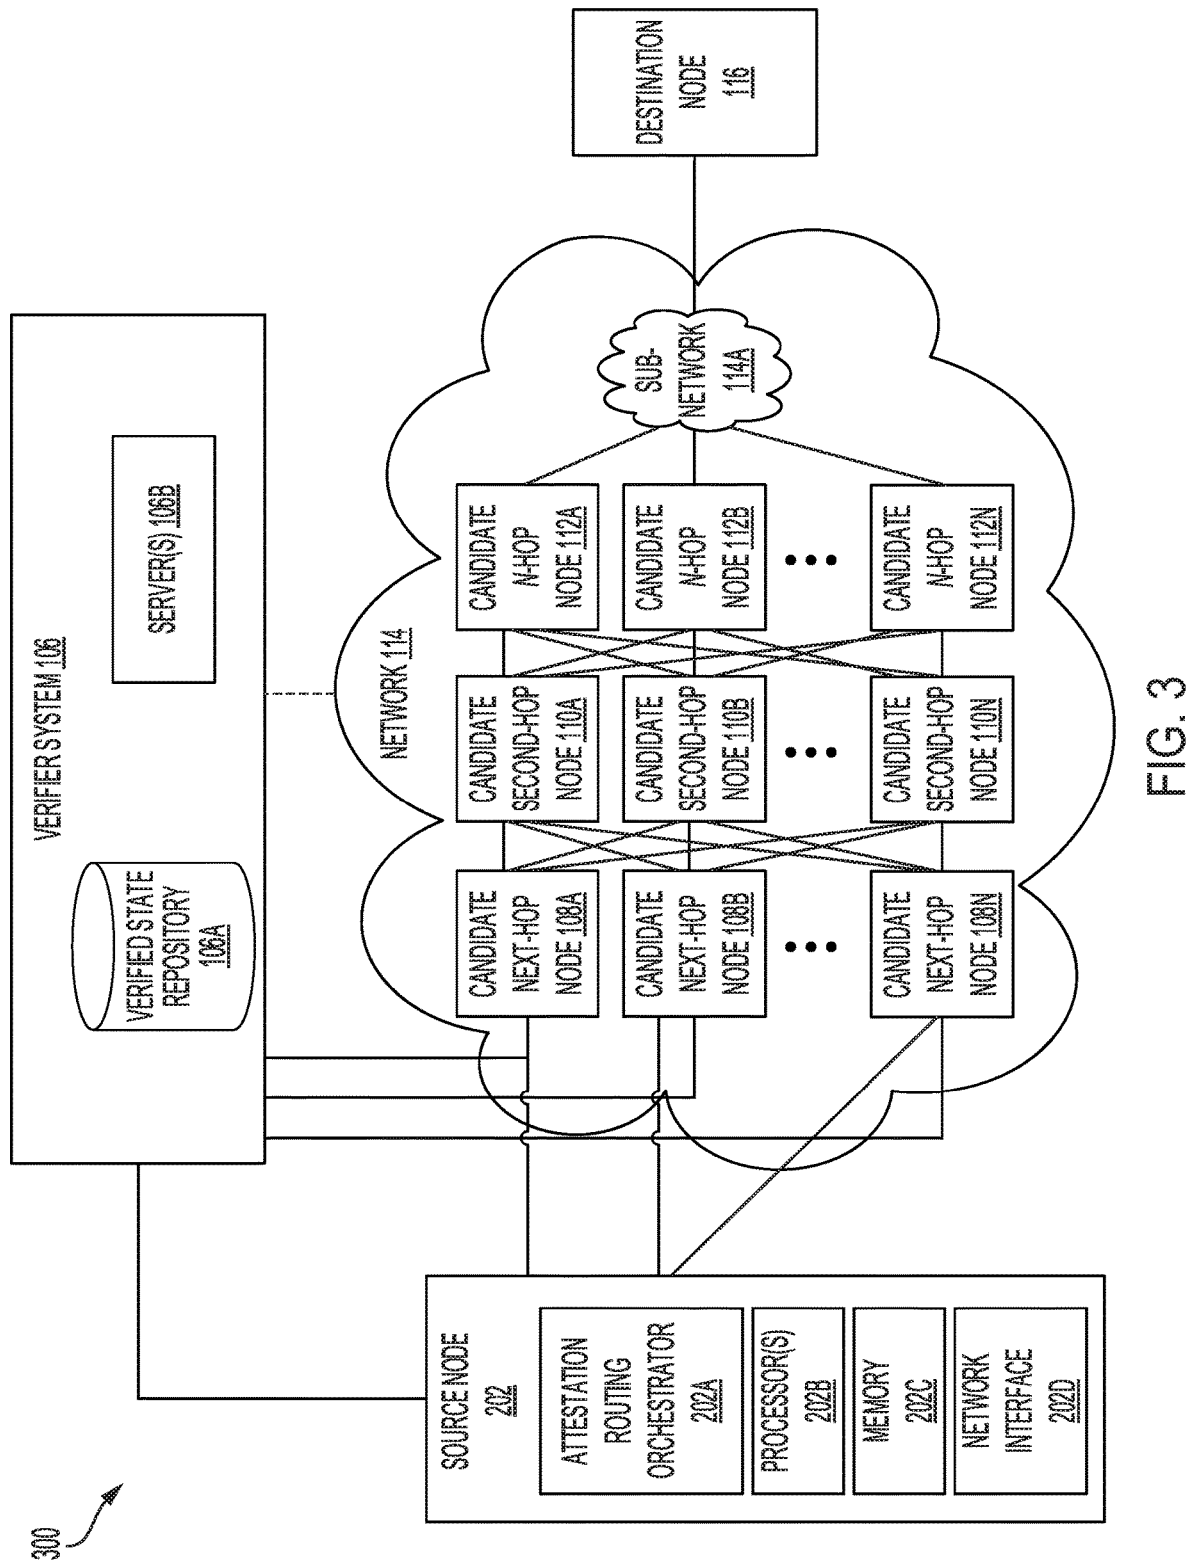 300
VERIFIER SYSTEM 106
VERIFIED STATE
REPOSITORY
106A
SERVER(S) 106B
SOURCE NODE
202
ATTESTATION
ROUTING
ORCHESTRATOR
202A
PROCESSOR(S)
202B
MEMORY
202C
NETWORK
INTERFACE
202D
NETWORK 114
CANDIDATE
NEXT-HOP
NODE 108A
CANDIDATE
SECOND-HOP
NODE 110A
CANDIDATE
N-HOP
NODE 112A
CANDIDATE
NEXT-HOP
NODE 108B
CANDIDATE
SECOND-HOP
NODE 110B
CANDIDATE
N-HOP
NODE 112B
CANDIDATE
NEXT-HOP
NODE 108N
CANDIDATE
SECOND-HOP
NODE 110N
CANDIDATE
N-HOP
NODE 112N
SUB-
NETWORK
114A
DESTINATION
NODE
116
FIG. 3